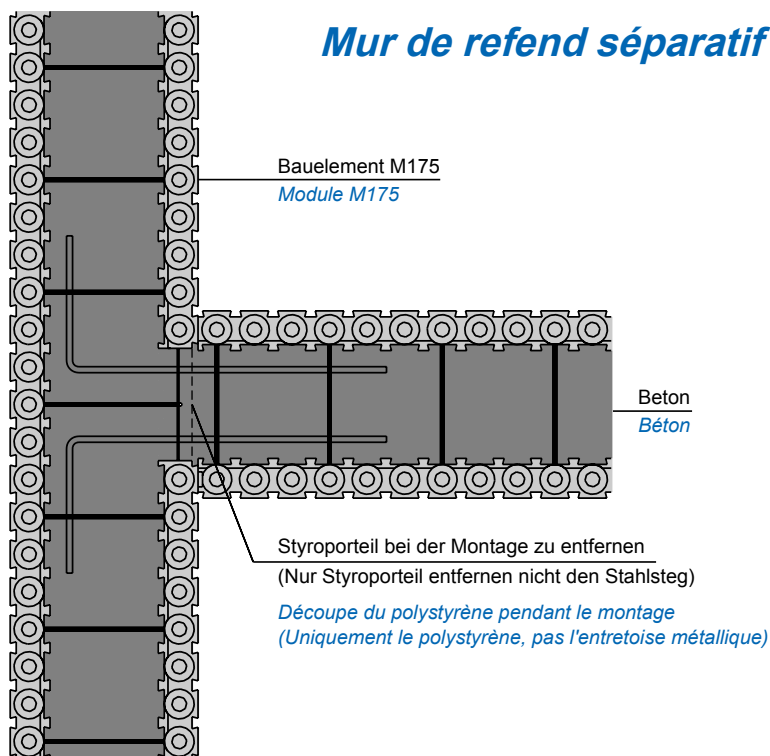 Mur de refend séparatif
Bauelement M175
Module M175
Beton
Béton
Styroporteil bei der Montage zu entfernen
(Nur Styroporteil entfernen nicht den Stahlsteg)
Découpe du polystyrène pendant le montage
(Uniquement le polystyrène, pas l'entretoise métallique)